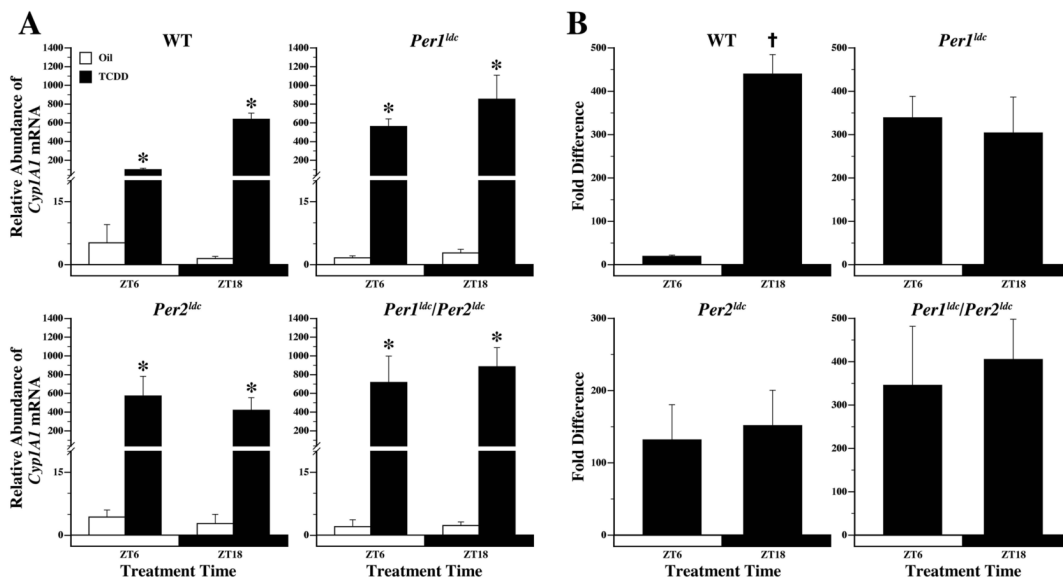 A
WT
Per1ldc
Oil
TCDD
Relative Abundance of
Cyp1A1 mRNA
1400
1200
1000
800
600
400
200
15
0
*
*
ZT6
ZT18
1400
1200
1000
800
600
400
200
15
0
*
*
ZT6
ZT18
Per2ldc
Per1ldc/Per2ldc
Relative Abundance of
Cyp1A1 mRNA
1400
1200
1000
800
600
400
200
15
0
*
*
ZT6
ZT18
Treatment Time
1400
1200
1000
800
600
400
200
15
0
*
*
ZT6
ZT18
Treatment Time
B
WT
Per1ldc
Fold Difference
500
400
300
200
100
0
†
ZT6
ZT18
500
400
300
200
100
0
ZT6
ZT18
Per2ldc
Per1ldc/Per2ldc
Fold Difference
300
200
100
0
ZT6
ZT18
Treatment Time
500
400
300
200
100
0
ZT6
ZT18
Treatment Time